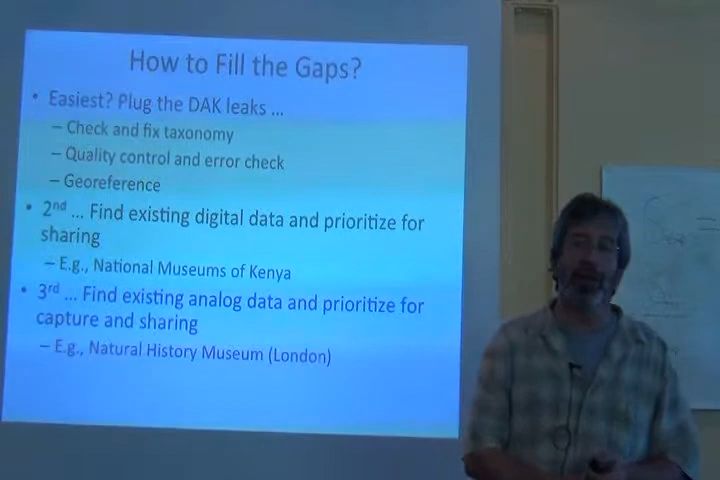 How to Fill the Gaps?
• Easiest? Plug the DAK leaks ...
– Check and fix taxonomy
– Quality control and error check
– Georeference
• 2nd ... Find existing digital data and prioritize for
sharing
– E.g., National Museums of Kenya
• 3rd ... Find existing analog data and prioritize for
capture and sharing
– E.g., Natural History Museum (London)